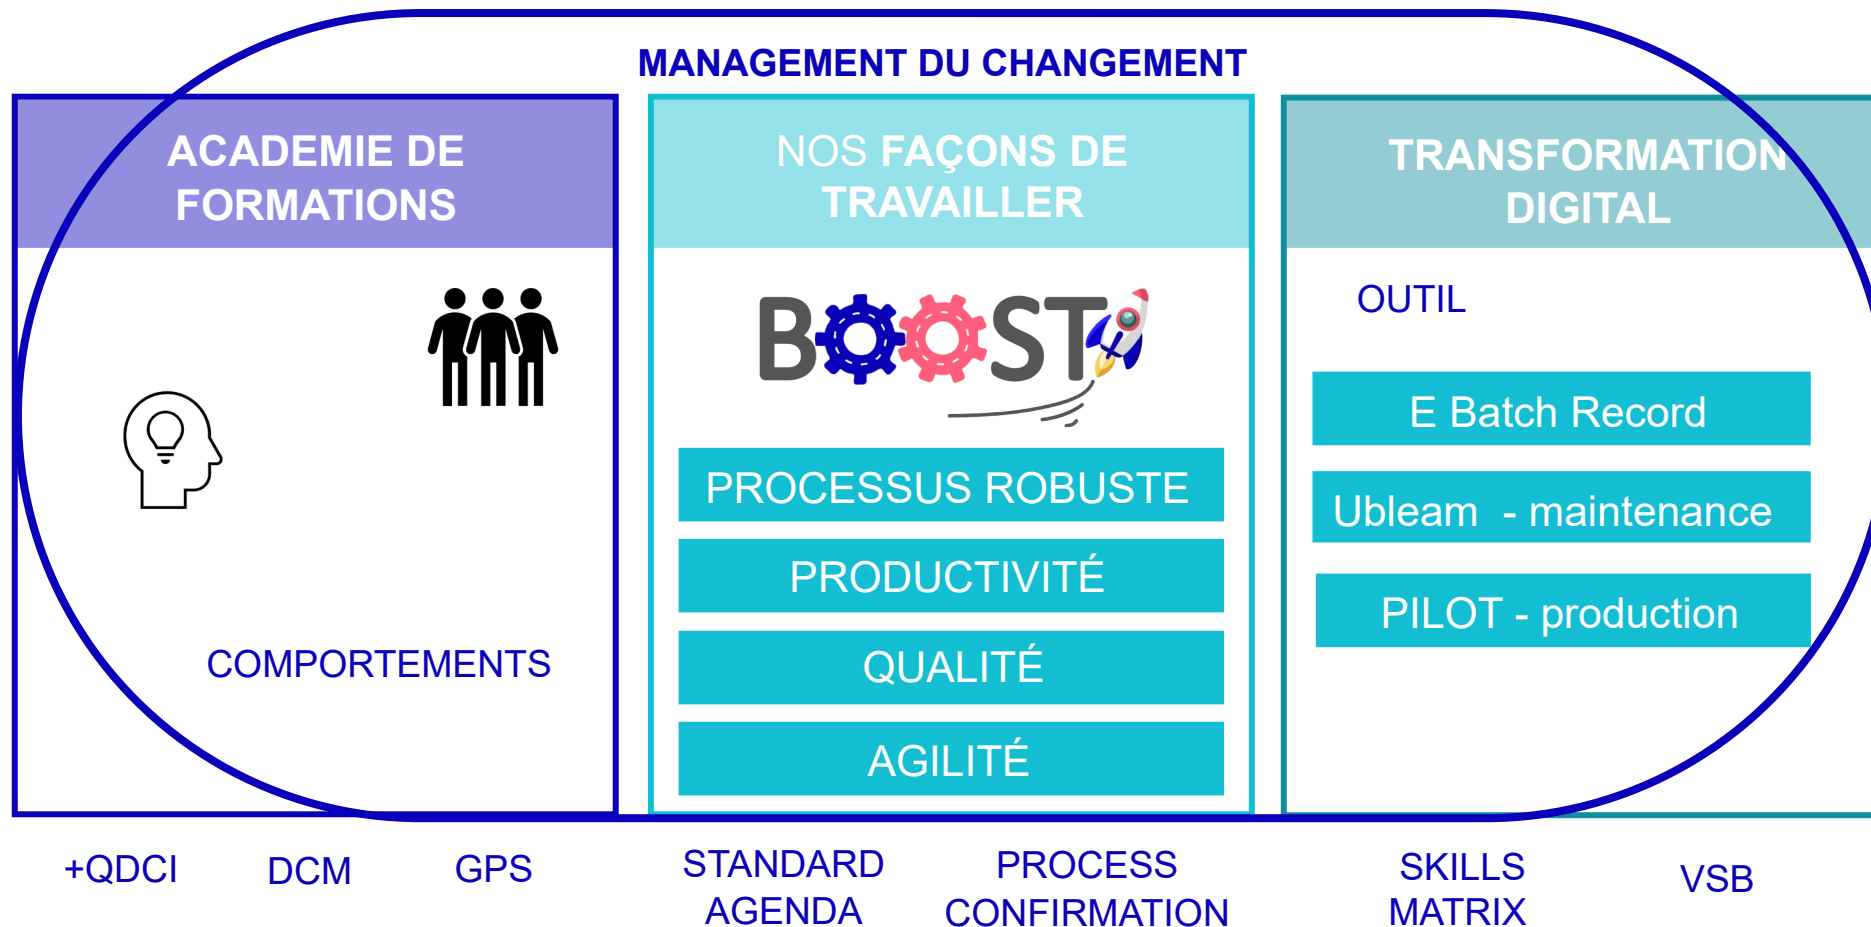 MANAGEMENT DU CHANGEMENT
ACADEMIE DE
FORMATIONS
COMPORTEMENTS
NOS FAÇONS DE
TRAVAILLER
BOOST
PROCESSUS ROBUSTE
PRODUCTIVITÉ
QUALITÉ
AGILITÉ
TRANSFORMATION
DIGITAL
OUTIL
E Batch Record
Ubleam - maintenance
PILOT - production
+QDCI
DCM
GPS
STANDARD
AGENDA
PROCESS
CONFIRMATION
SKILLS
MATRIX
VSB